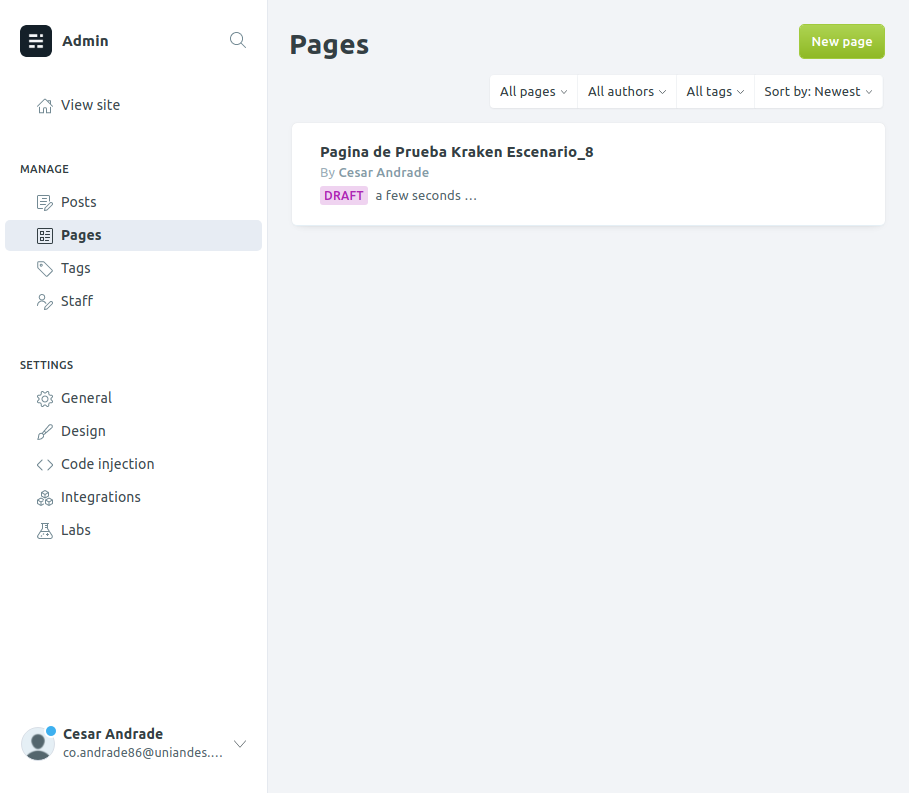 Admin
View site
MANAGE
Posts
Pages
Tags
Staff
SETTINGS
General
Design
Code injection
Integrations
Labs
Cesar Andrade
co.andrade86@uniandes....
Pages
New page
All pages
All authors
All tags
Sort by: Newest
Pagina de Prueba Kraken Escenario_8
By Cesar Andrade
DRAFT a few seconds ...